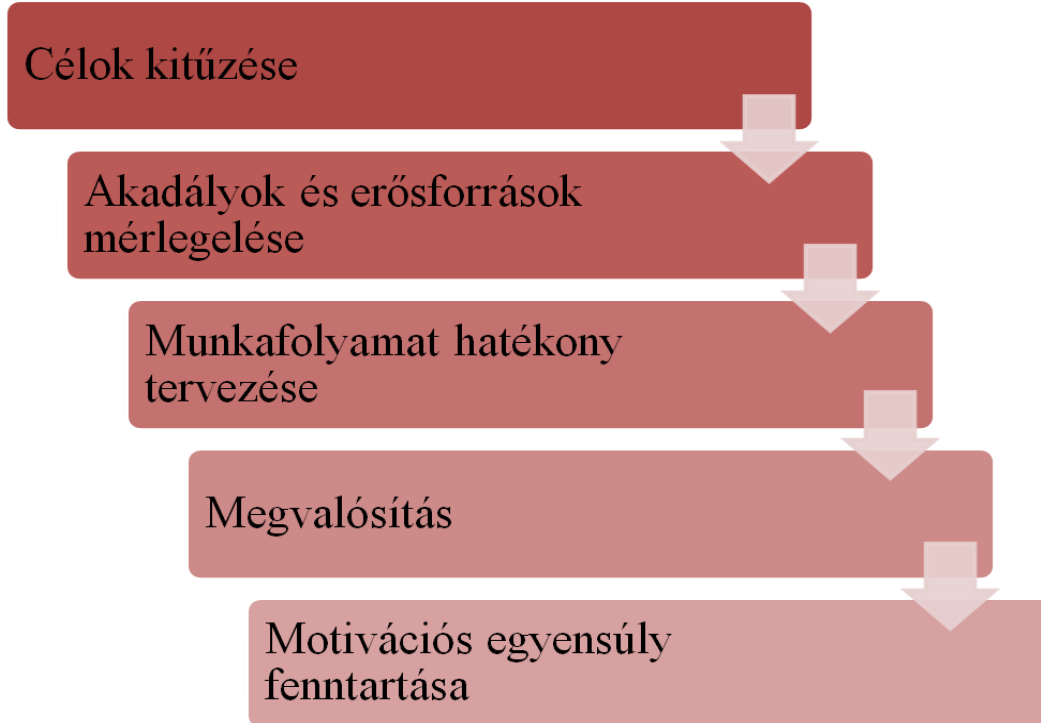 Célok kitűzése
Akadályok és erősforrások
mérlegelése
Munkafolyamat hatékony
tervezése
Megvalósítás
Motivációs egyensúly
fenntartása